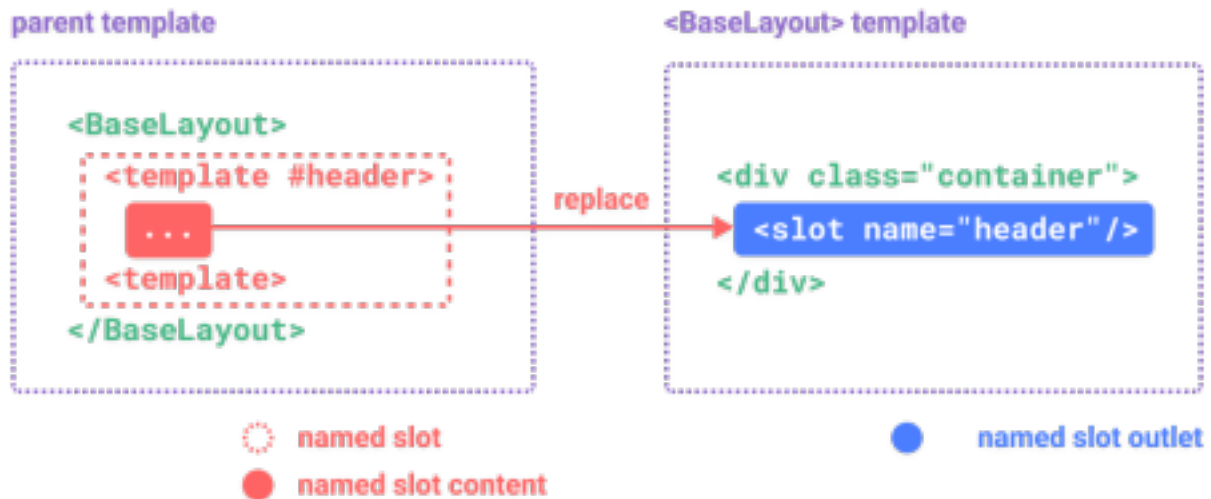 parent template
<BaseLayout>
<template #header>
...
<template>
</BaseLayout>
replace
<BaseLayout> template
<div class="container">
<slot name="header"/>
</div>
named slot
named slot content
named slot outlet